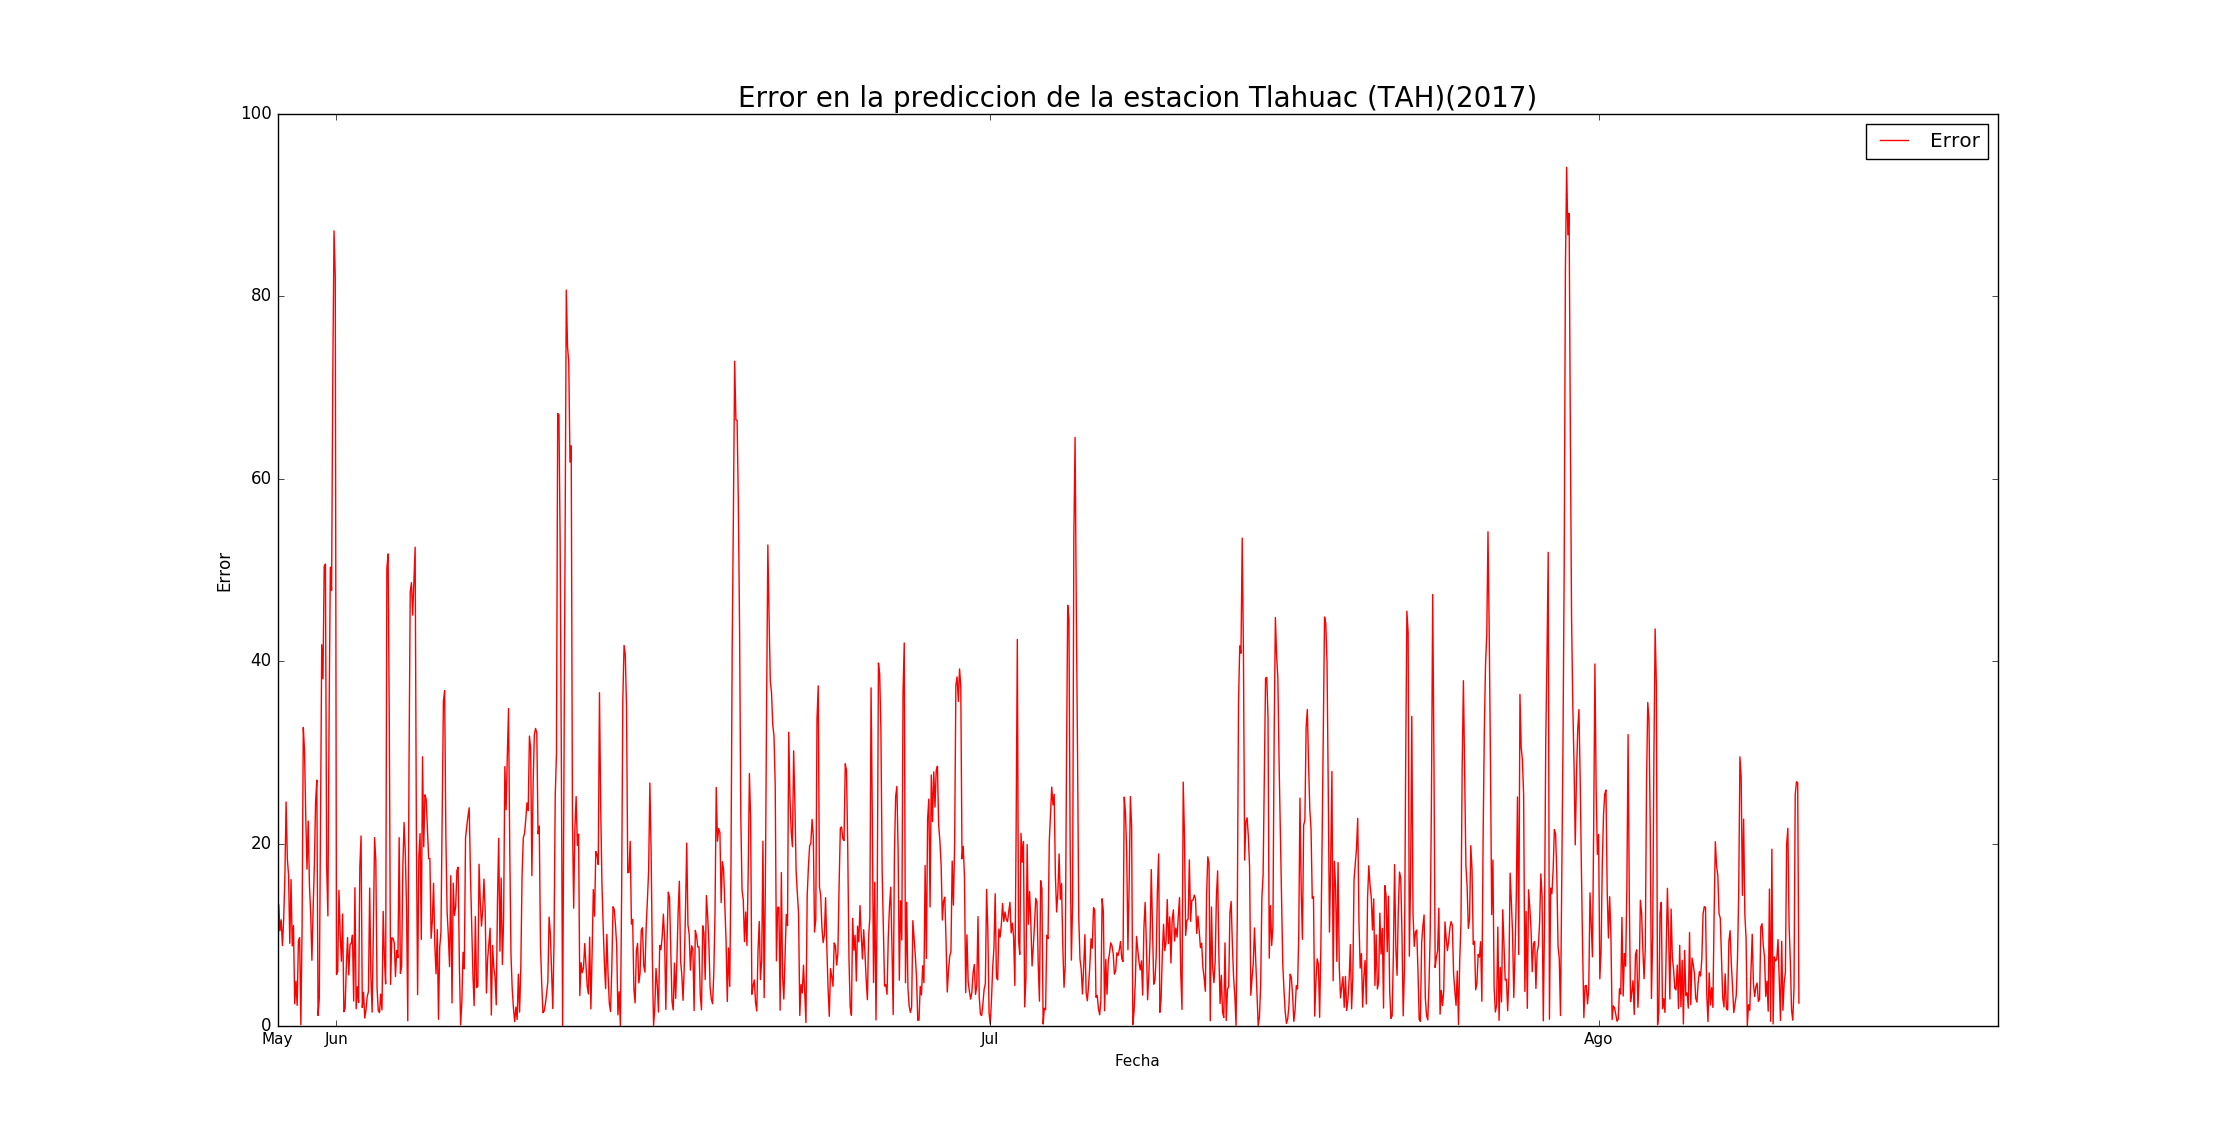 Error en la prediccion de la estacion Tlahuac (TAH)(2017)
100
Error
80
60
Error
40
20
0
May Jun Jul Ago
Fecha